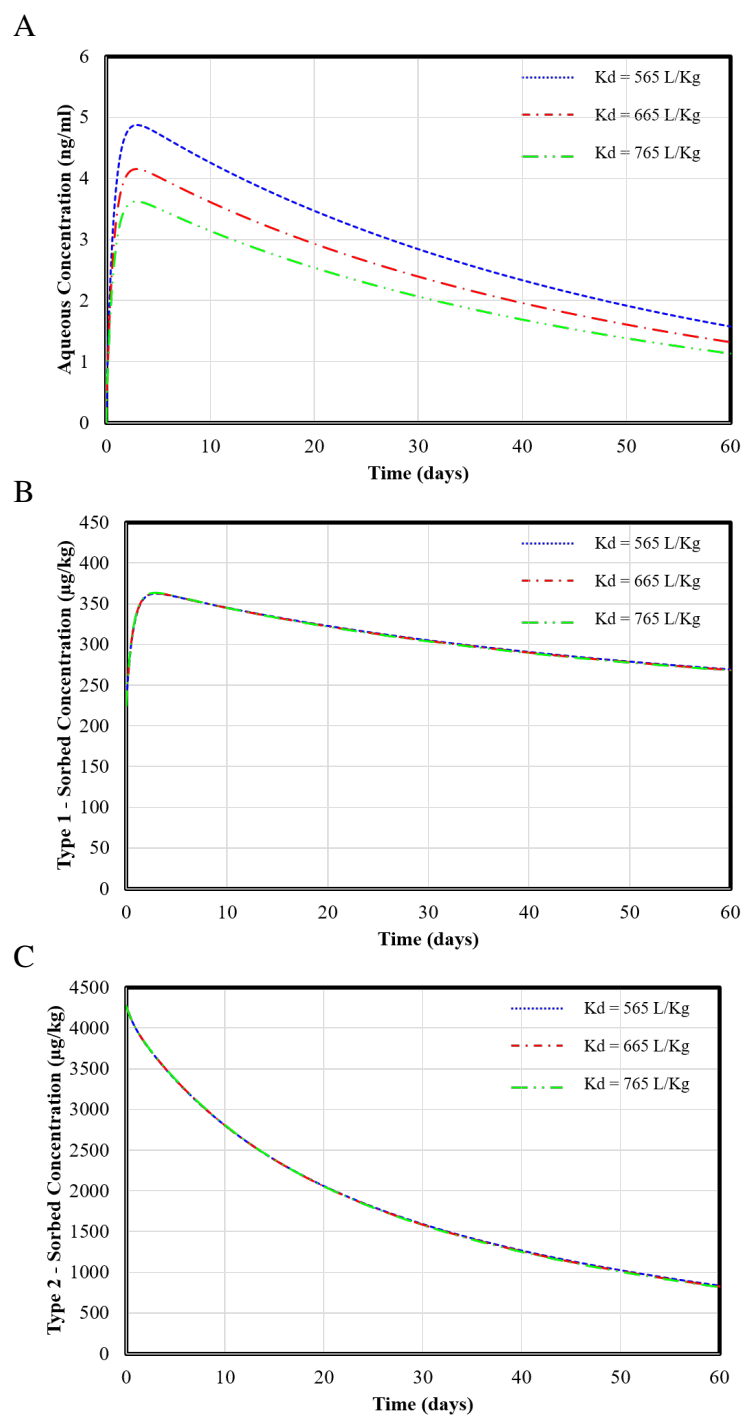 A
Aqueous Concentration (ng/ml)
6
5
4
3
2
1
0
Kd = 565 L/Kg
Kd = 665 L/Kg
Kd = 765 L/Kg
0 10 20 30 40 50 60
Time (days)
B
Type 1 - Sorbed Concentration (µg/kg)
450
400
350
300
250
200
150
100
50
0
Kd = 565 L/Kg
Kd = 665 L/Kg
Kd = 765 L/Kg
0 10 20 30 40 50 60
Time (days)
C
Type 2 - Sorbed Concentration (µg/kg)
4500
4000
3500
3000
2500
2000
1500
1000
500
0
Kd = 565 L/Kg
Kd = 665 L/Kg
Kd = 765 L/Kg
0 10 20 30 40 50 60
Time (days)